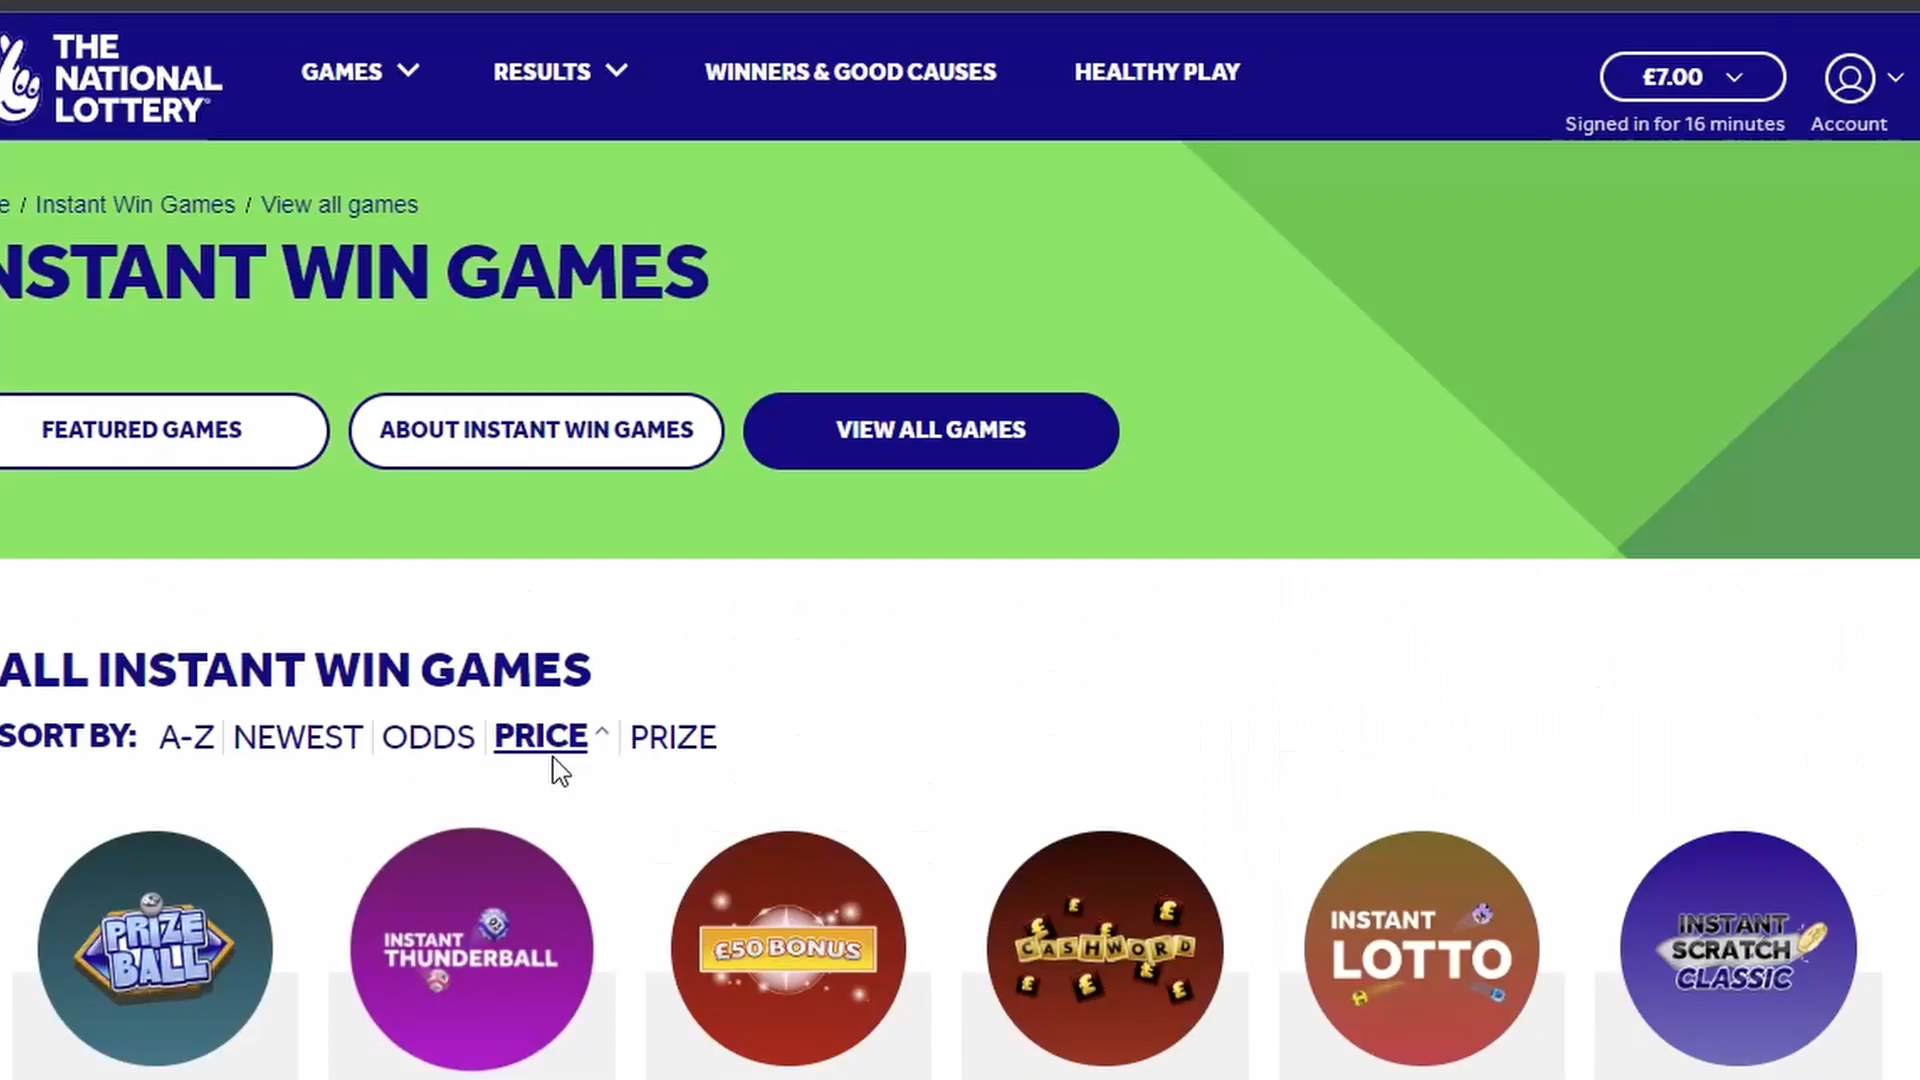 THE
NATIONAL
LOTTERY
GAMES
RESULTS
WINNERS & GOOD CAUSES
HEALTHY PLAY
£7.00
Signed in for 16 minutes
Account
e / Instant Win Games / View all games
NSTANT WIN GAMES
FEATURED GAMES
ABOUT INSTANT WIN GAMES
VIEW ALL GAMES
ALL INSTANT WIN GAMES
SORT BY: A-Z NEWEST ODDS PRICE PRIZE
PRIZE
BALL
INSTANT
THUNDERBALL
£50 BONUS
CASHWORD
INSTANT
LOTTO
INSTANT
SCRATCH
CLASSIC